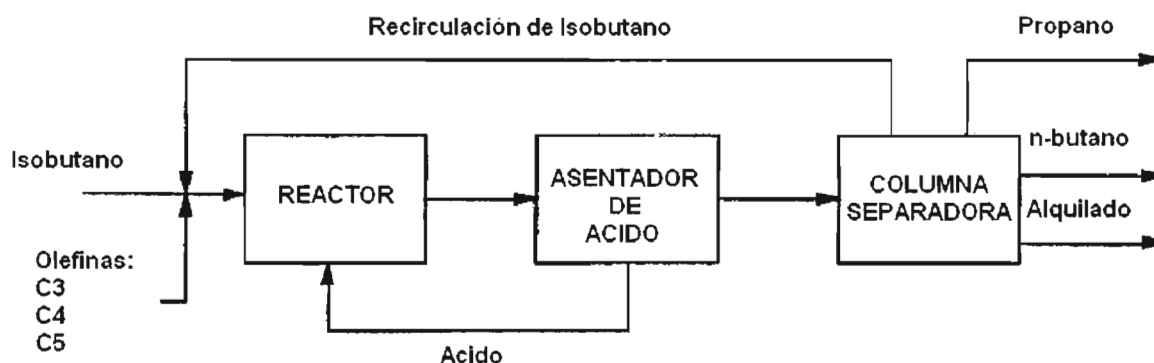 Recirculación de Isobutano
Propano
Isobutano
REACTOR
ASENTADOR
DE
ACIDO
COLUMNA
SEPARADORA
n-butano
Alquilado
Olefinas:
C3
C4
C5
Acido